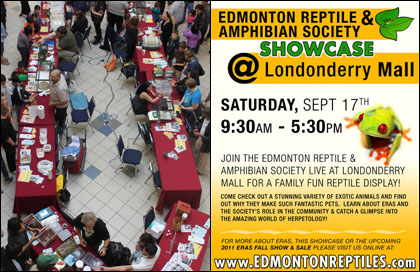 EDMONTON REPTILE &
AMPHIBIAN SOCIETY
SHOWCASE
@ Londonderry Mall
SATURDAY, SEPT 17TH
9:30AM - 5:30PM
JOIN THE EDMONTON REPTILE &
AMPHIBIAN SOCIETY LIVE AT LONDONDERRY
MALL FOR A FAMILY FUN REPTILE DISPLAY!
COME CHECK OUT A STUNNING VARIETY OF EXOTIC ANIMALS AND FIND
OUT WHY THEY MAKE SUCH FANTASTIC PETS. LEARN ABOUT ERAS AND
THE SOCIETY'S ROLE IN THE COMMUNITY & CATCH A GLIMPSE INTO
THE AMAZING WORLD OF HERPETOLOGY!
FOR MORE ABOUT ERAS, THIS SHOWCASE OR THE UPCOMING
2011 ERAS FALL SHOW & SALE PLEASE VISIT US ONLINE AT:
WWW.EDMONTONREPTILES.COM